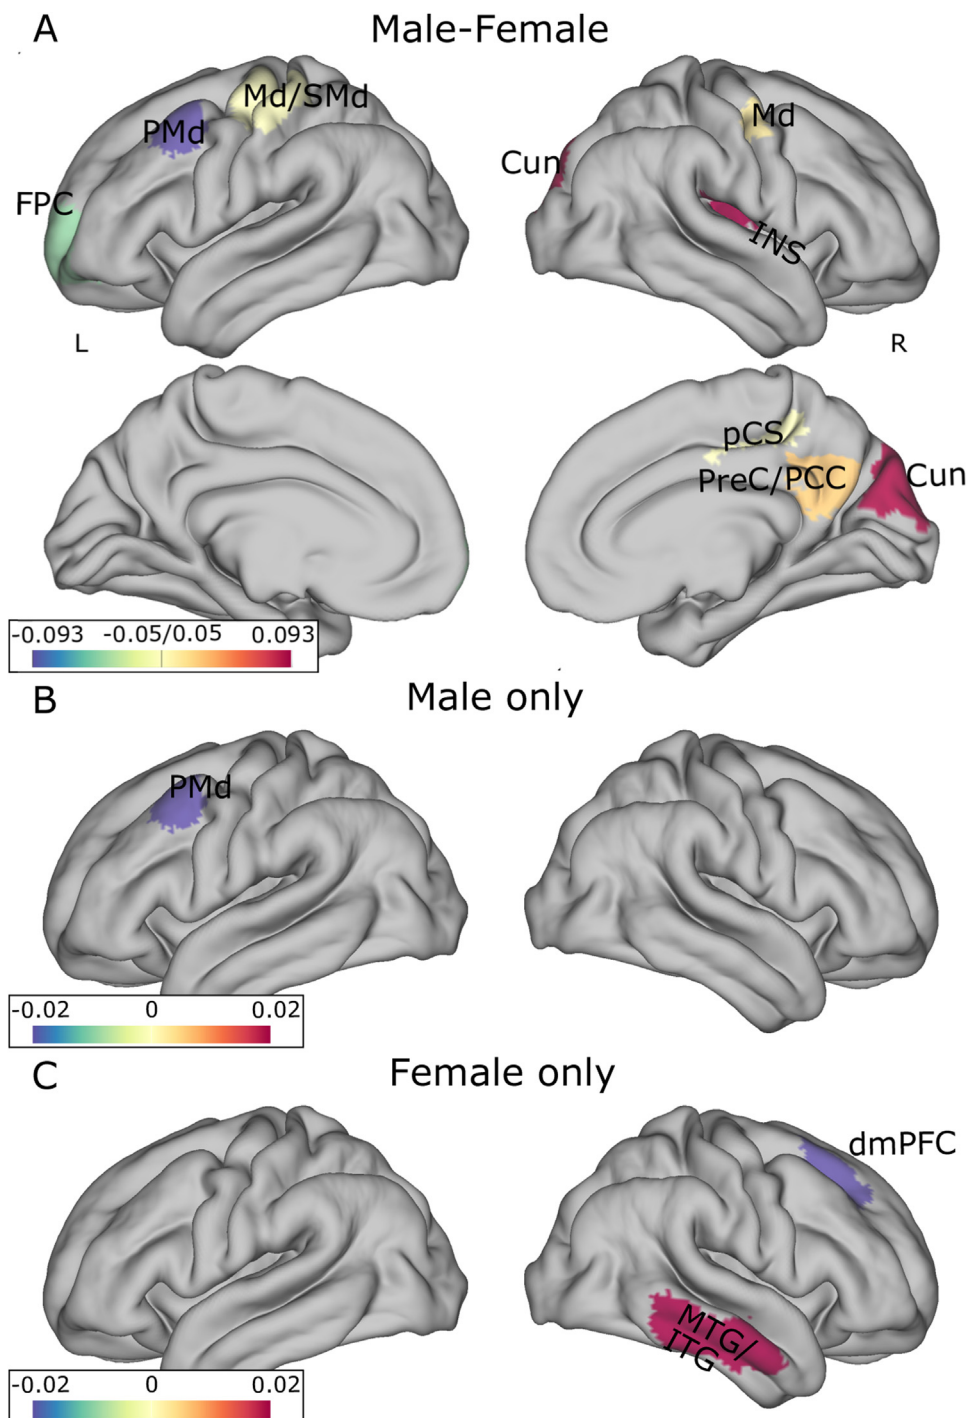 A
Male-Female
PMd
Md/SMd
FPC
Cun
Md
INS
L
R
pCS
PreC/PCC
Cun
-0.093 -0.05/0.05 0.093
B
Male only
PMd
-0.02 0 0.02
C
Female only
dmPFC
MTG/
ITG
-0.02 0 0.02